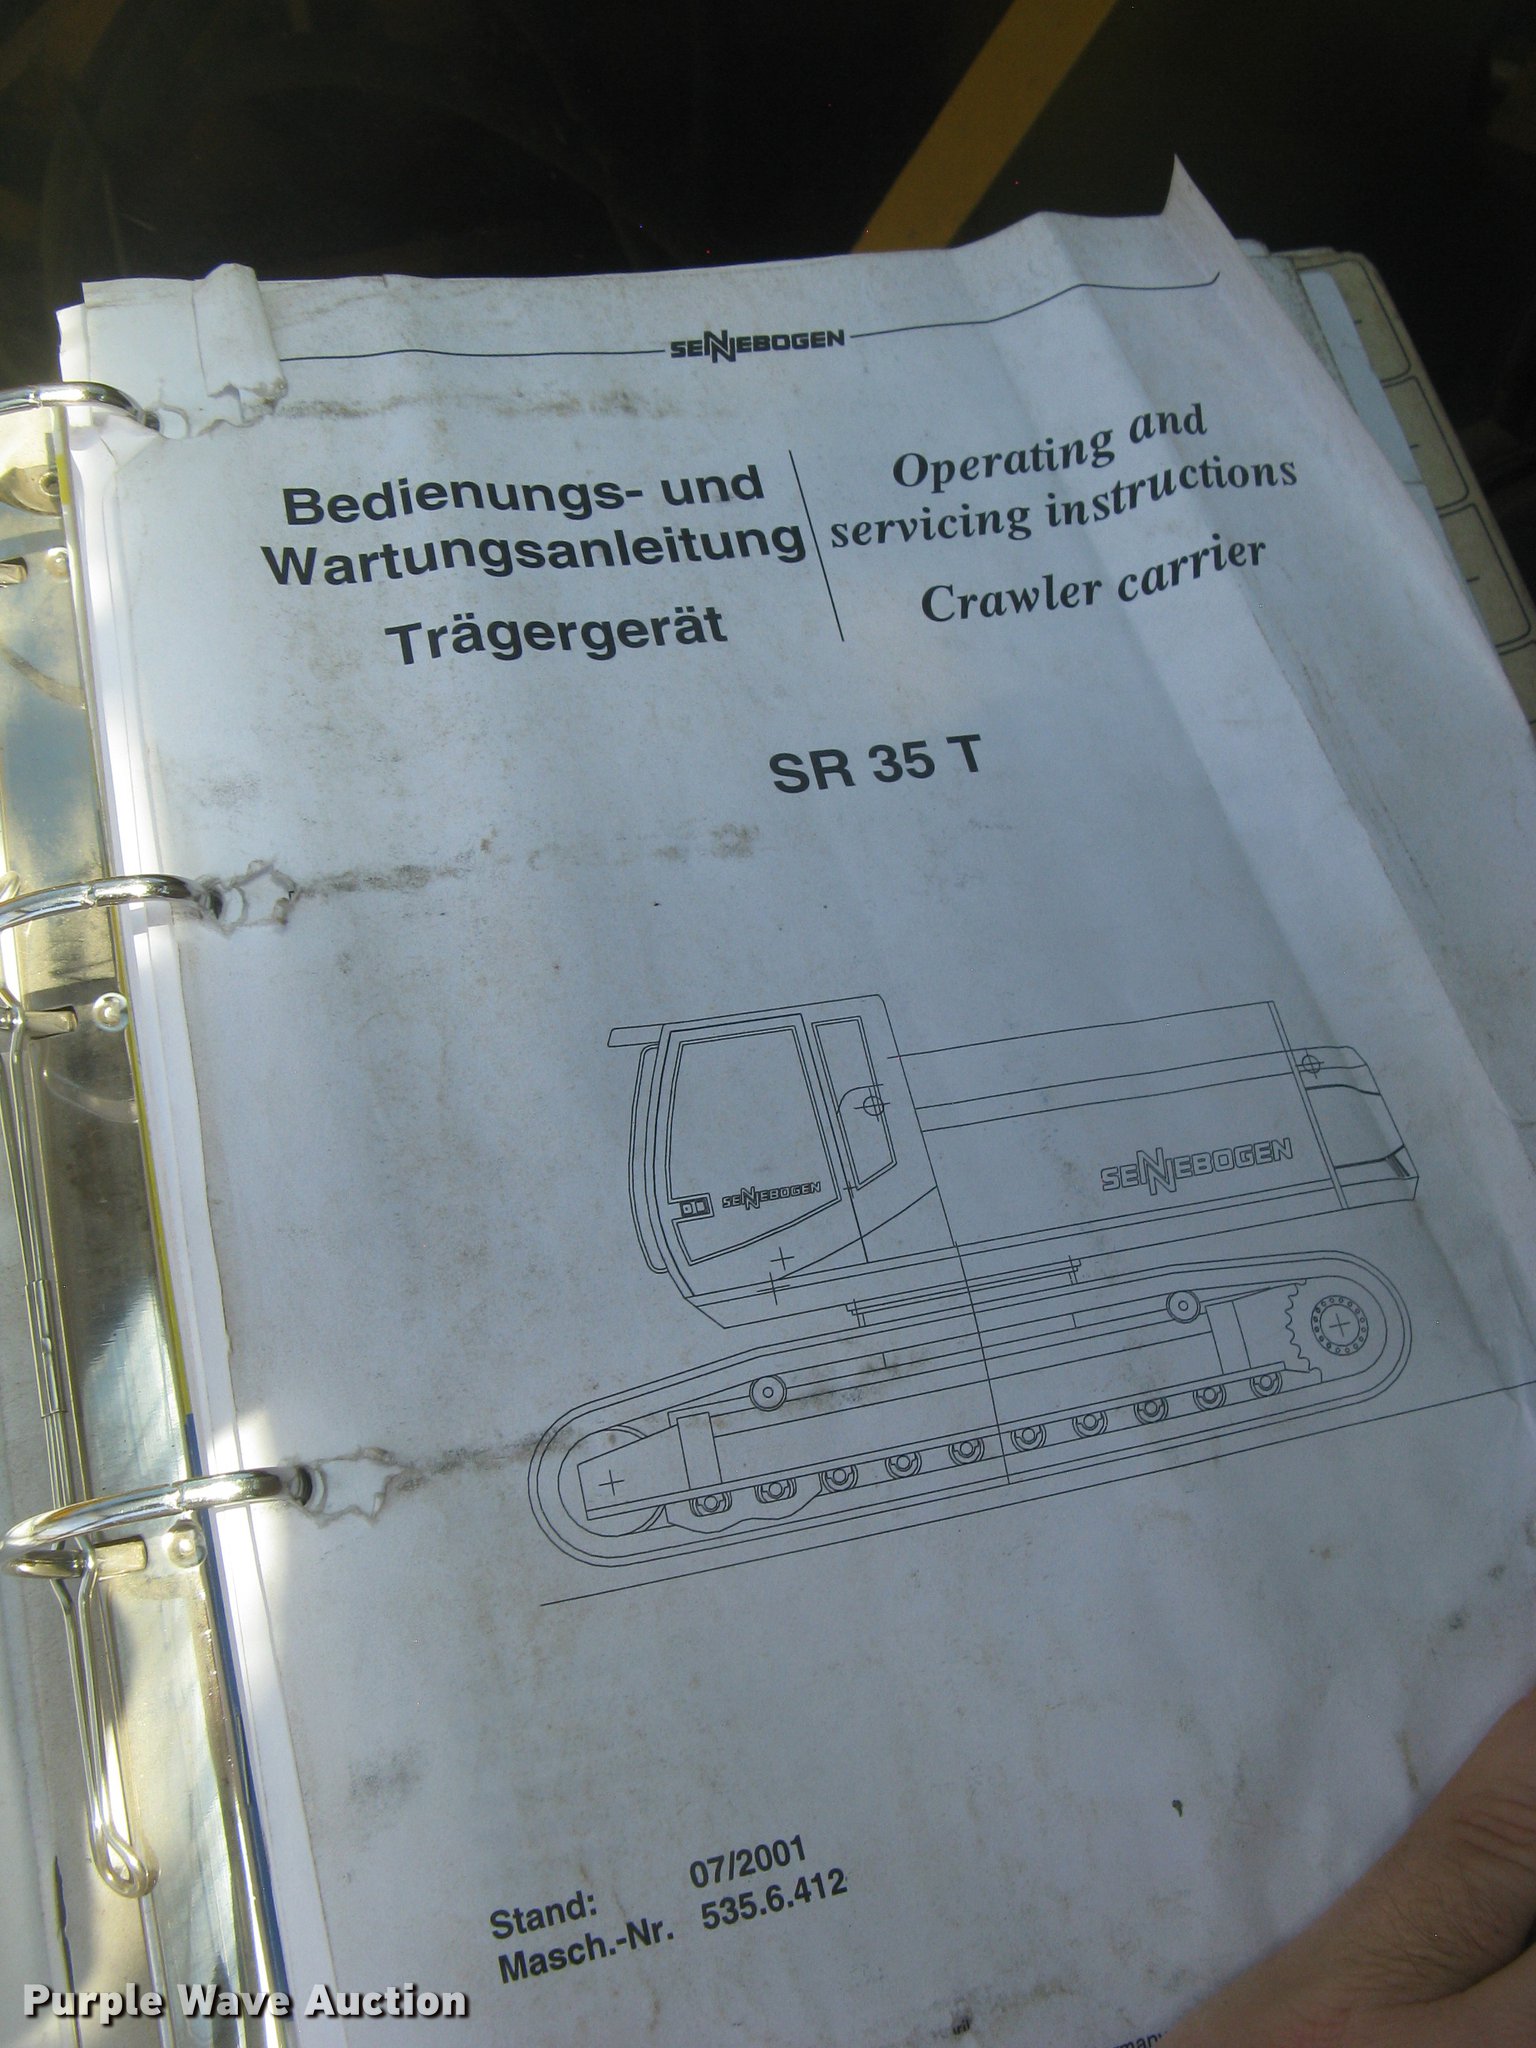 SENNEBOGEN
Bedienungs- und
Wartungsanleitung
Trägergerät
Operating and
servicing instructions
Crawler carrier
SR 35 T
SENNEBOGEN
SENNEBOGEN
Stand: 07/2001
Masch.-Nr. 535.6.412
Purple Wave Auction